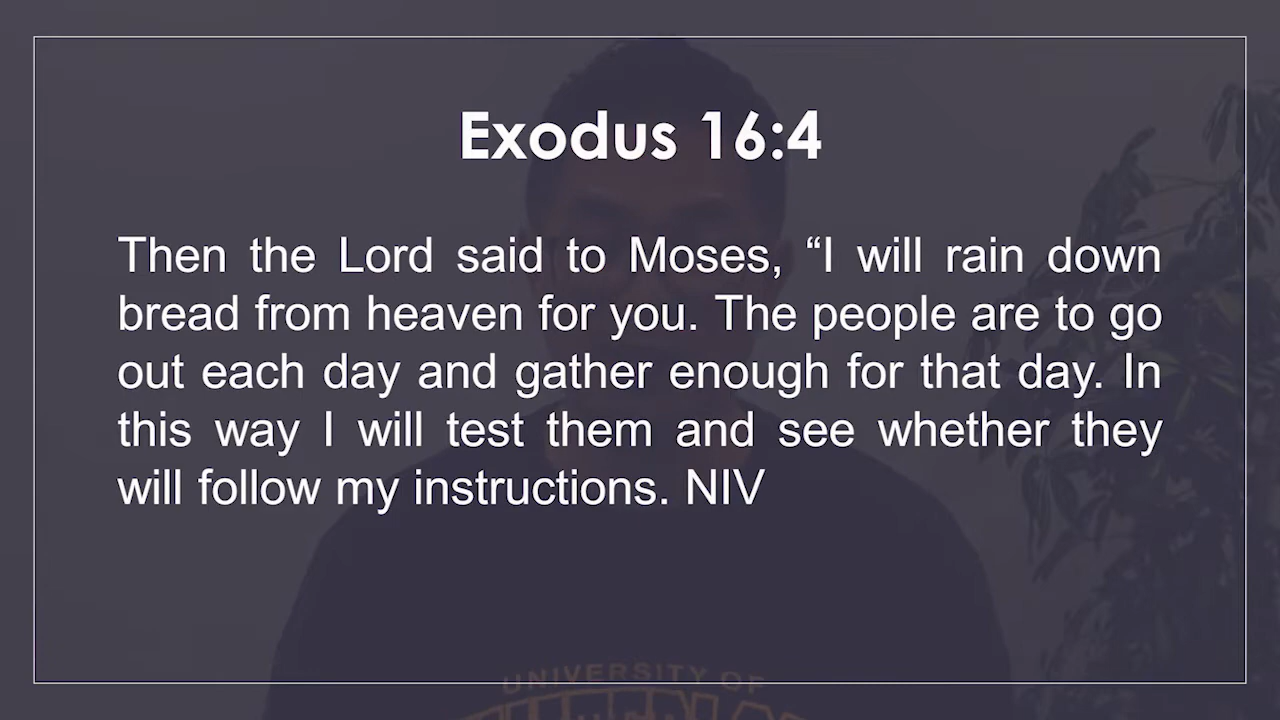 Exodus 16:4
Then the Lord said to Moses, “I will rain down
bread from heaven for you. The people are to go
out each day and gather enough for that day. In
this way I will test them and see whether they
will follow my instructions. NIV
UNIVERSITY OF